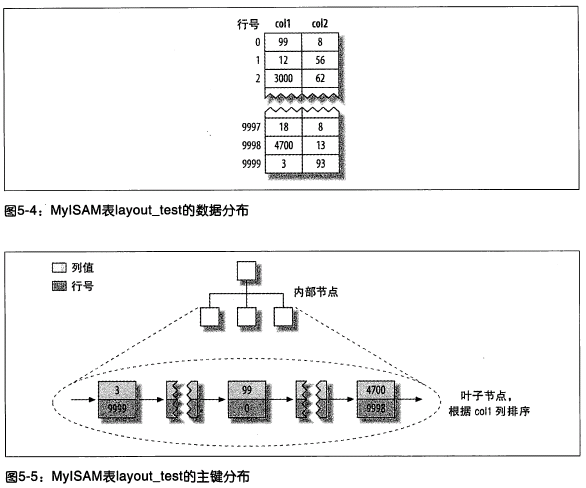 行号 col1 col2
0 99 8
1 12 56
2 3000 62
9997 18 8
9998 4700 13
9999 3 93
图5-4：MyISAM表layout_test的数据分布
列值
行号
内部节点
3 99 4700
9999 0 9998
叶子节点，
根据 col1 列排序
图5-5：MyISAM表layout_test的主键分布